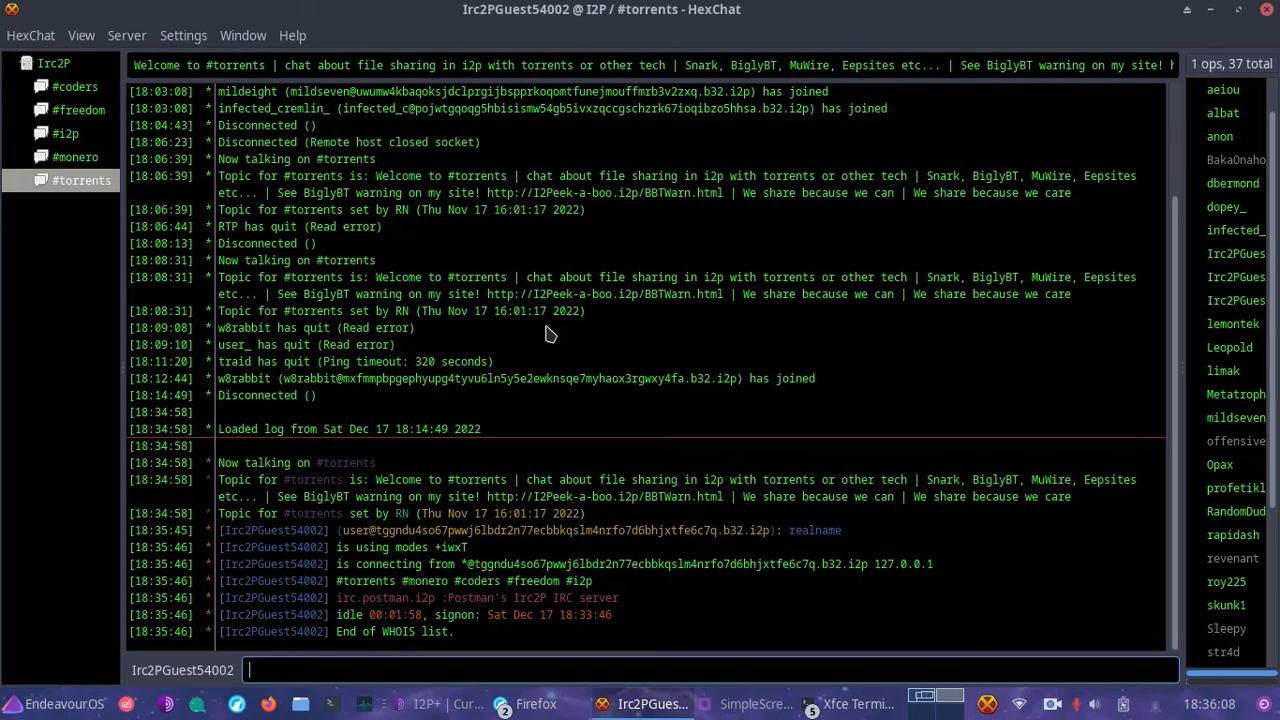 Irc2PGuest54002 @ I2P / #torrents - HexChat
HexChat View Server Settings Window Help
Irc2P
#coders
#freedom
#i2p
#monero
#torrents
Welcome to #torrents | chat about file sharing in i2p with torrents or other tech | Snark, BiglyBT, MuWire, Eepsites etc... | See BiglyBT warning on my site! h
[18:03:08] * mildeight (mildseven@uwumw4kbaqoksjdclprgijbspprkoqomtfunejmouffmrb3v2zxq.b32.i2p) has joined
[18:03:08] * infected_cremlin_ (infected_c@pojwtgqoqg5hbisismw54gb5ivxzqccgschzrk67ioqibzo5hhsa.b32.i2p) has joined
[18:04:43] * Disconnected ()
[18:06:23] * Disconnected (Remote host closed socket)
[18:06:39] * Now talking on #torrents
[18:06:39] * Topic for #torrents is: Welcome to #torrents | chat about file sharing in i2p with torrents or other tech | Snark, BiglyBT, MuWire, Eepsites
etc... | See BiglyBT warning on my site! http://I2Peek-a-boo.i2p/BBTWarn.html | We share because we can | We share because we care
[18:06:39] * Topic for #torrents set by RN (Thu Nov 17 16:01:17 2022)
[18:06:44] * RTP has quit (Read error)
[18:08:13] * Disconnected ()
[18:08:31] * Now talking on #torrents
[18:08:31] * Topic for #torrents is: Welcome to #torrents | chat about file sharing in i2p with torrents or other tech | Snark, BiglyBT, MuWire, Eepsites
etc... | See BiglyBT warning on my site! http://I2Peek-a-boo.i2p/BBTWarn.html | We share because we can | We share because we care
[18:08:31] * Topic for #torrents set by RN (Thu Nov 17 16:01:17 2022)
[18:09:08] * w8rabbit has quit (Read error)
[18:09:10] * user_ has quit (Read error)
[18:11:20] * traid has quit (Ping timeout: 320 seconds)
[18:12:44] * w8rabbit (w8rabbit@mxfmmpbpgephyupg4tyvu6ln5y5e2ewknsqe7myhaox3rgwxy4fa.b32.i2p) has joined
[18:14:49] * Disconnected ()
[18:34:58]
[18:34:58] * Loaded log from Sat Dec 17 18:14:49 2022
[18:34:58]
[18:34:58] * Now talking on #torrents
[18:34:58] * Topic for #torrents is: Welcome to #torrents | chat about file sharing in i2p with torrents or other tech | Snark, BiglyBT, MuWire, Eepsites
etc... | See BiglyBT warning on my site! http://I2Peek-a-boo.i2p/BBTWarn.html | We share because we can | We share because we care
[18:34:58] * Topic for #torrents set by RN (Thu Nov 17 16:01:17 2022)
[18:35:45] * [Irc2PGuest54002] (user@tggndu4so67pwwj6lbdr2n77ecbbkqslm4nrfo7d6bhjxtfe6c7q.b32.i2p): realname
[18:35:46] * [Irc2PGuest54002] is using modes +iwxT
[18:35:46] * [Irc2PGuest54002] is connecting from *@tggndu4so67pwwj6lbdr2n77ecbbkqslm4nrfo7d6bhjxtfe6c7q.b32.i2p 127.0.0.1
[18:35:46] * [Irc2PGuest54002] #torrents #monero #coders #freedom #i2p
[18:35:46] * [Irc2PGuest54002] irc.postman.i2p :Postman's Irc2P IRC server
[18:35:46] * [Irc2PGuest54002] idle 00:01:58, signon: Sat Dec 17 18:33:46
[18:35:46] * [Irc2PGuest54002] End of WHOIS list.
Irc2PGuest54002
1 ops, 37 total
aeiou
albat
anon
BakaOnaho
dbermond
dopey_
infected_
Irc2PGues
Irc2PGues
Irc2PGues
lemontek
Leopold
limak
Metatroph
mildseven
offensive
Opax
profetikl
RandomDud
rapidash
revenant
roy225
skunk1
Sleepy
str4d
EndeavourOS I2P+ | Cur... 2 Firefox Irc2PGues... SimpleScre... 5 Xfce Termi... 18:36:08